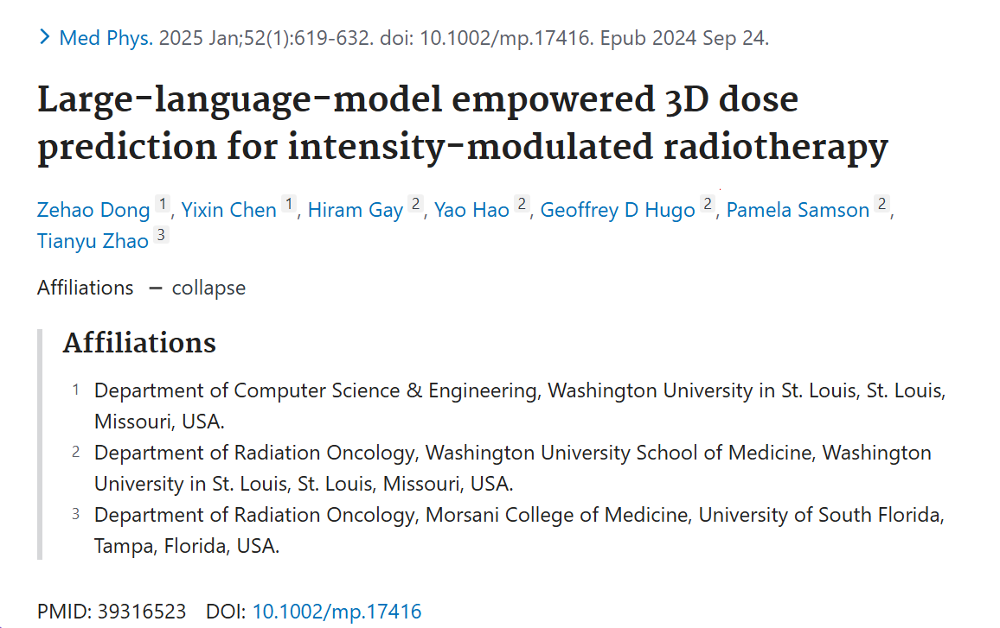 Med Phys. 2025 Jan;52(1):619-632. doi: 10.1002/mp.17416. Epub 2024 Sep 24.
Large-language-model empowered 3D dose
prediction for intensity-modulated radiotherapy
Zehao Dong 1, Yixin Chen 1, Hiram Gay 2, Yao Hao 2, Geoffrey D Hugo 2, Pamela Samson 2,
Tianyu Zhao 3
Affiliations – collapse
Affiliations
1 Department of Computer Science & Engineering, Washington University in St. Louis, St. Louis,
Missouri, USA.
2 Department of Radiation Oncology, Washington University School of Medicine, Washington
University in St. Louis, St. Louis, Missouri, USA.
3 Department of Radiation Oncology, Morsani College of Medicine, University of South Florida,
Tampa, Florida, USA.
PMID: 39316523 DOI: 10.1002/mp.17416